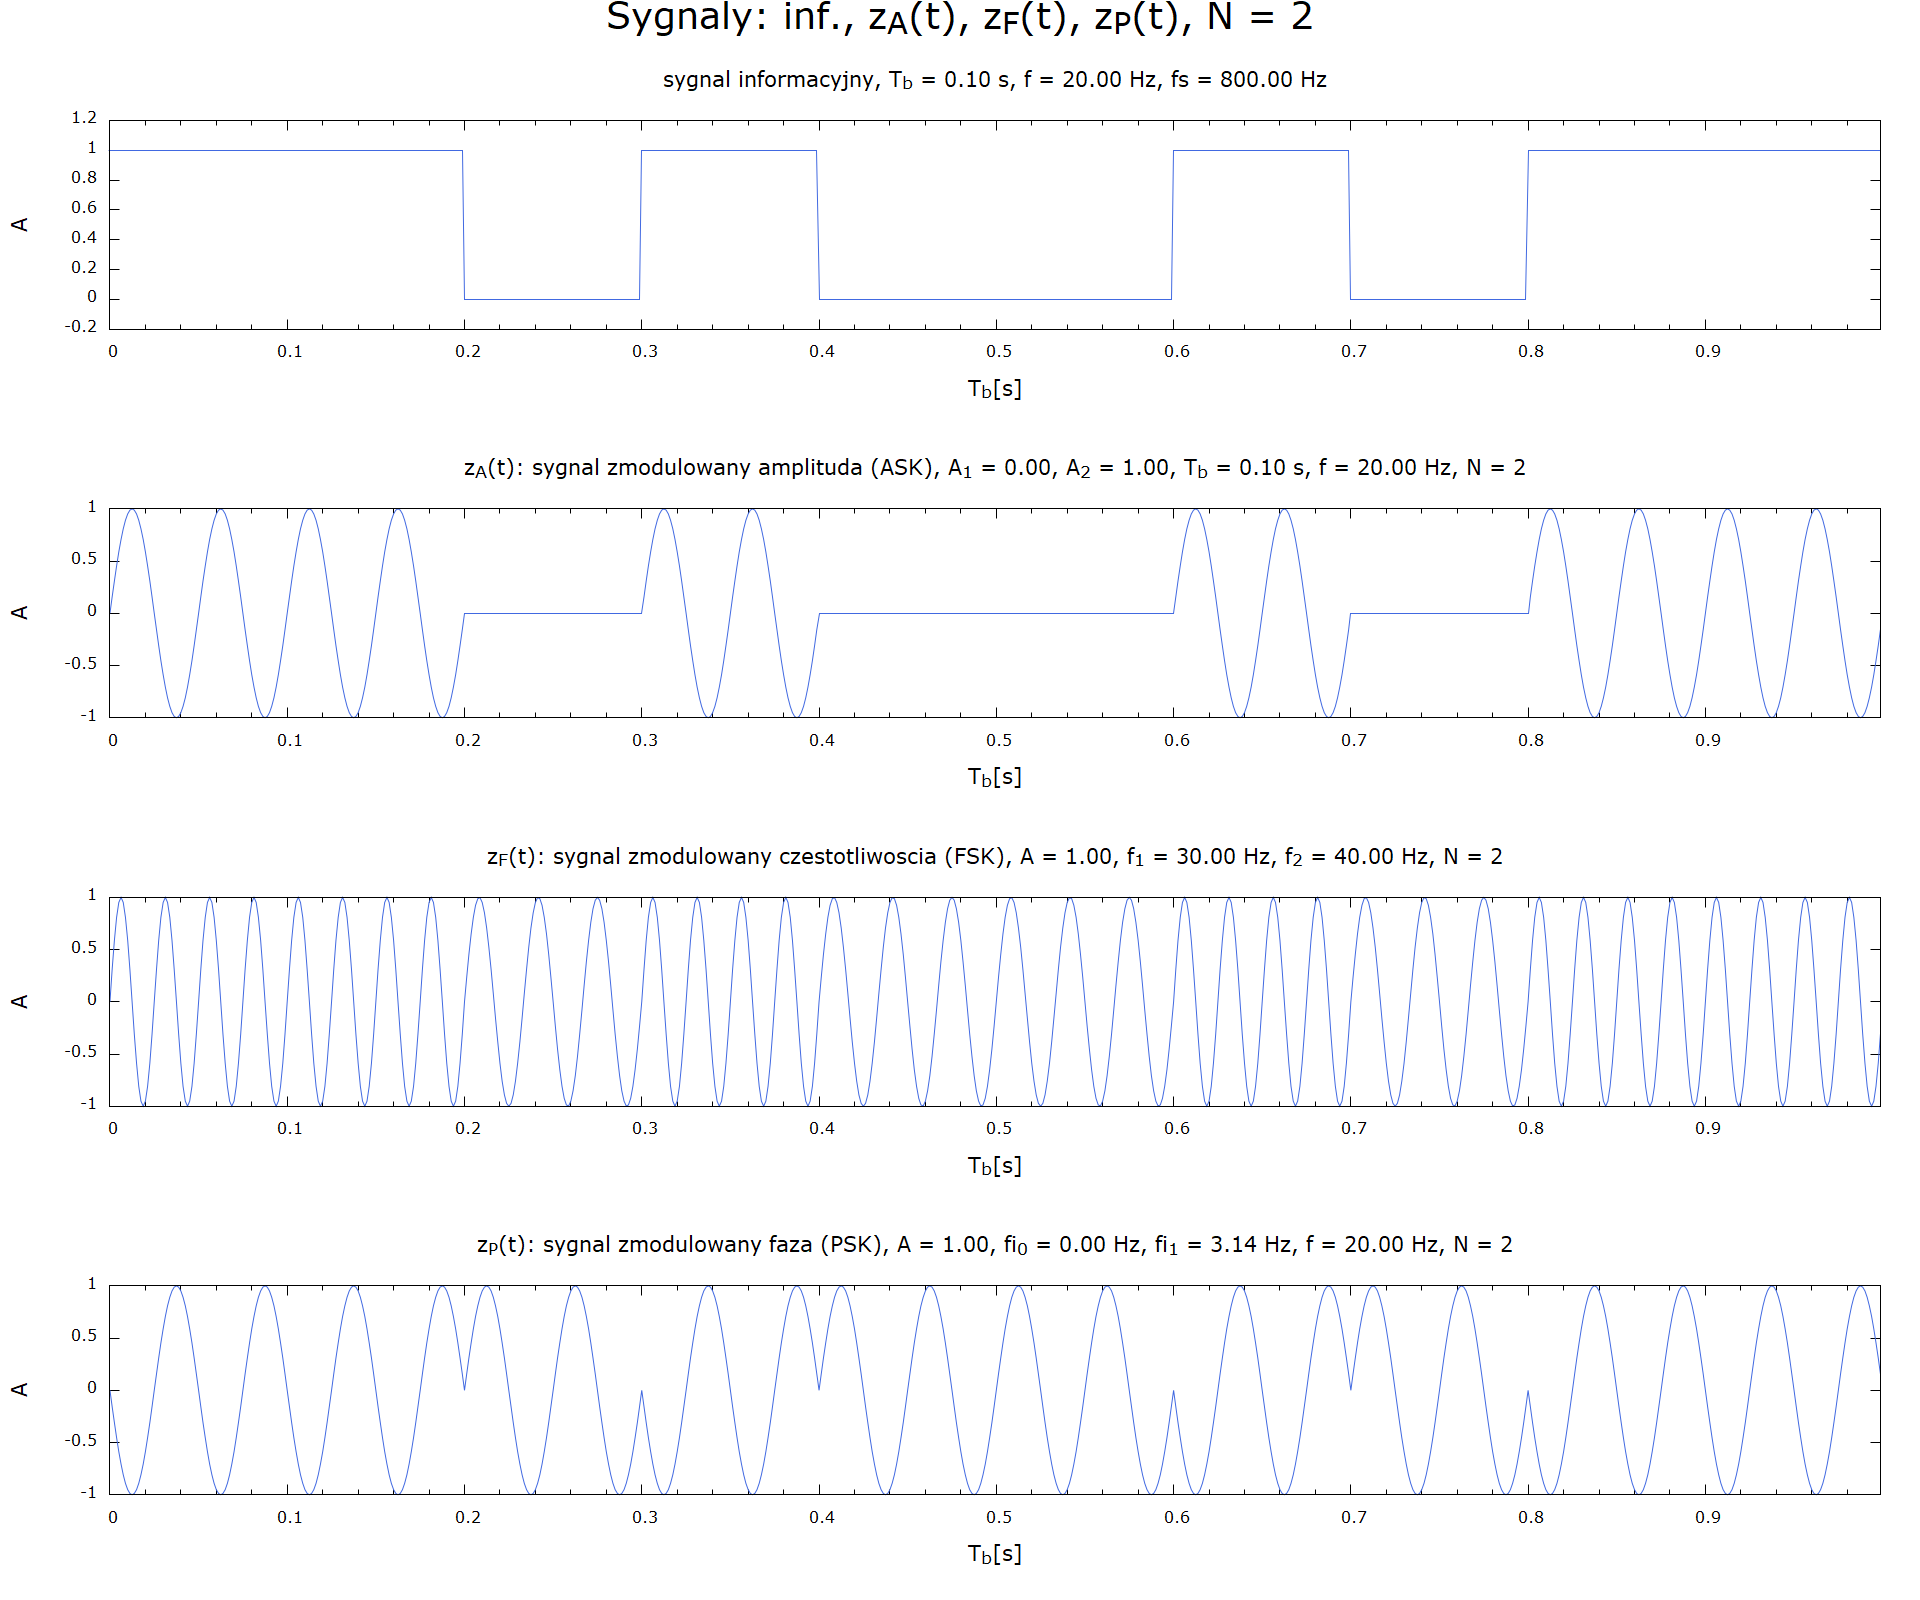 Sygnaly: inf., zA(t), zF(t), zP(t), N = 2
sygnal informacyjny, Tb = 0.10 s, f = 20.00 Hz, fs = 800.00 Hz
1.2
1
0.8
0.6
0.4
0.2
0
-0.2
A
0 0.1 0.2 0.3 0.4 0.5 0.6 0.7 0.8 0.9
Tb[s]
zA(t): sygnal zmodulowany amplituda (ASK), A1 = 0.00, A2 = 1.00, Tb = 0.10 s, f = 20.00 Hz, N = 2
1
0.5
0
-0.5
-1
A
0 0.1 0.2 0.3 0.4 0.5 0.6 0.7 0.8 0.9
Tb[s]
zF(t): sygnal zmodulowany czestotliwoscia (FSK), A = 1.00, f1 = 30.00 Hz, f2 = 40.00 Hz, N = 2
1
0.5
0
-0.5
-1
A
0 0.1 0.2 0.3 0.4 0.5 0.6 0.7 0.8 0.9
Tb[s]
zP(t): sygnal zmodulowany faza (PSK), A = 1.00, fi0 = 0.00 Hz, fi1 = 3.14 Hz, f = 20.00 Hz, N = 2
1
0.5
0
-0.5
-1
A
0 0.1 0.2 0.3 0.4 0.5 0.6 0.7 0.8 0.9
Tb[s]